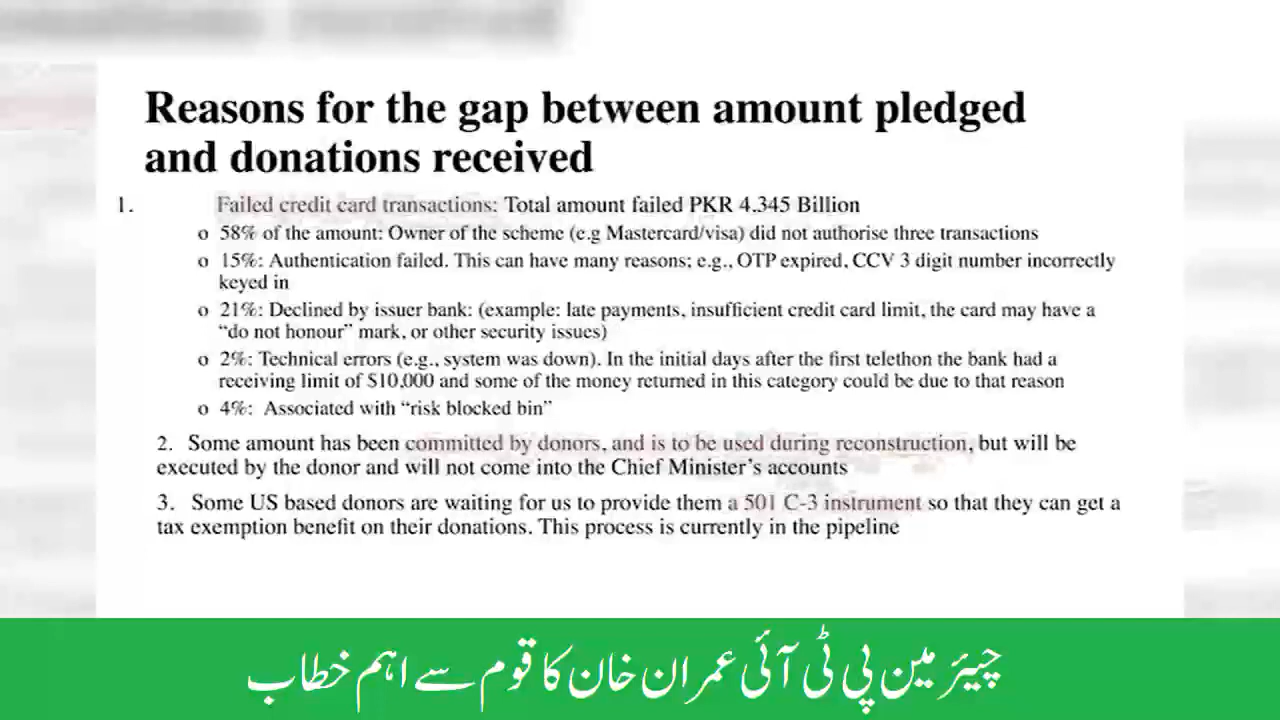 Reasons for the gap between amount pledged
and donations received
1. Failed credit card transactions: Total amount failed PKR 4.345 Billion
o 58% of the amount: Owner of the scheme (e.g Mastercard/visa) did not authorise three transactions
o 15%: Authentication failed. This can have many reasons; e.g., OTP expired, CCV 3 digit number incorrectly
keyed in
o 21%: Declined by issuer bank: (example: late payments, insufficient credit card limit, the card may have a
“do not honour” mark, or other security issues)
o 2%: Technical errors (e.g., system was down). In the initial days after the first telethon the bank had a
receiving limit of $10,000 and some of the money returned in this category could be due to that reason
o 4%: Associated with “risk blocked bin”
2. Some amount has been committed by donors, and is to be used during reconstruction, but will be
executed by the donor and will not come into the Chief Minister’s accounts
3. Some US based donors are waiting for us to provide them a 501 C-3 instrument so that they can get a
tax exemption benefit on their donations. This process is currently in the pipeline
چیئر مین پی ٹی آئی عمران خان کا قوم سے اہم خطاب